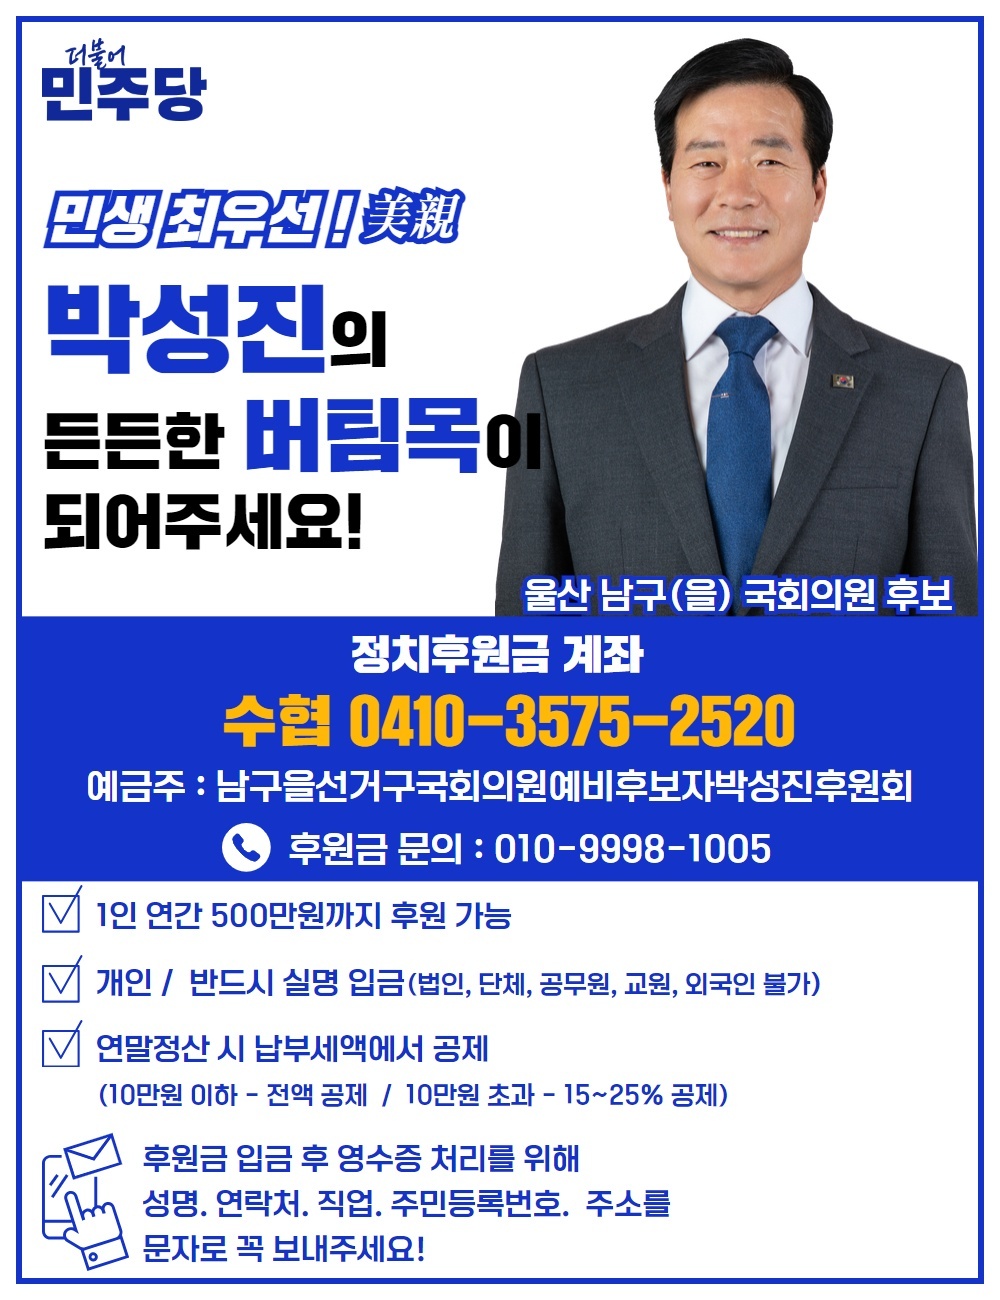 더불어
민주당
민생 최우선! 美親
박성진의
든든한 버팀목이
되어주세요!
울산 남구(을) 국회의원 후보
정치후원금 계좌
수협 0410-3575-2520
예금주 : 남구을선거구국회의원예비후보자박성진후원회
후원금 문의 : 010-9998-1005
1인 연간 500만원까지 후원 가능
개인 / 반드시 실명 입금(법인, 단체, 공무원, 교원, 외국인 불가)
연말정산 시 납부세액에서 공제
(10만원 이하 - 전액 공제 / 10만원 초과 - 15~25% 공제)
후원금 입금 후 영수증 처리를 위해
성명. 연락처. 직업. 주민등록번호. 주소를
문자로 꼭 보내주세요!